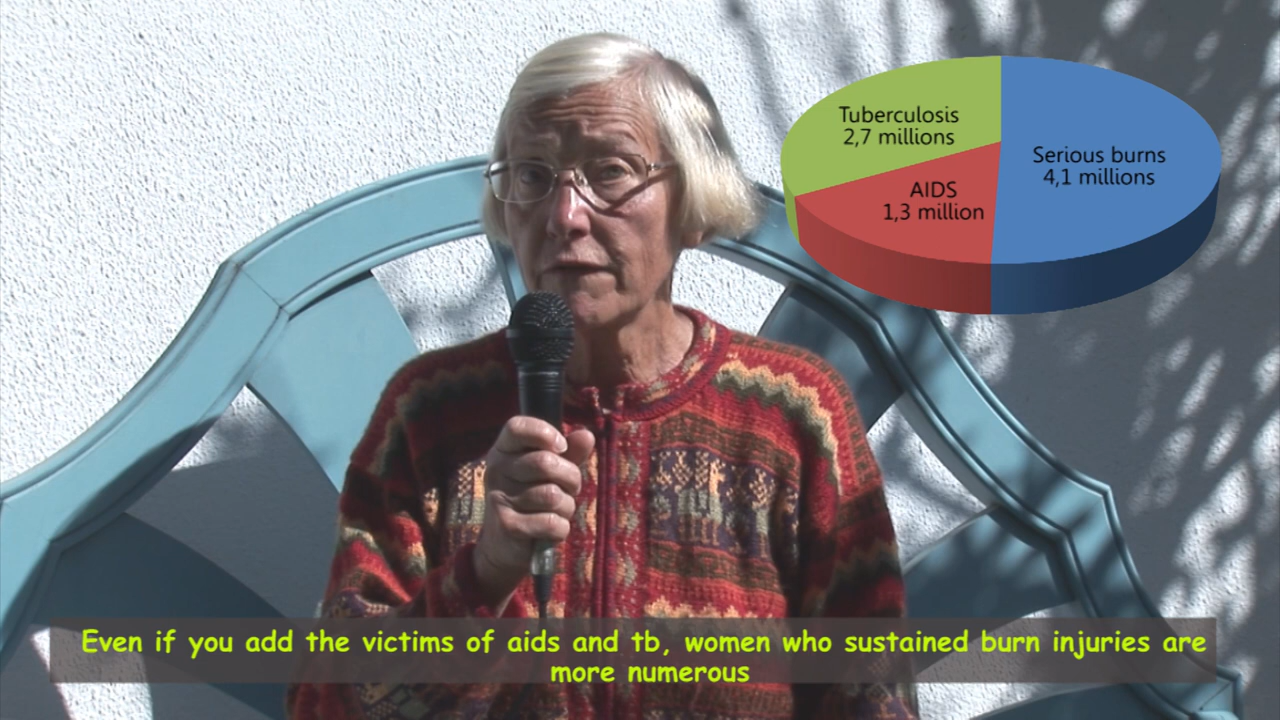 Tuberculosis
2,7 millions
Serious burns
4,1 millions
AIDS
1,3 million
Even if you add the victims of aids and tb, women who sustained burn injuries are
more numerous